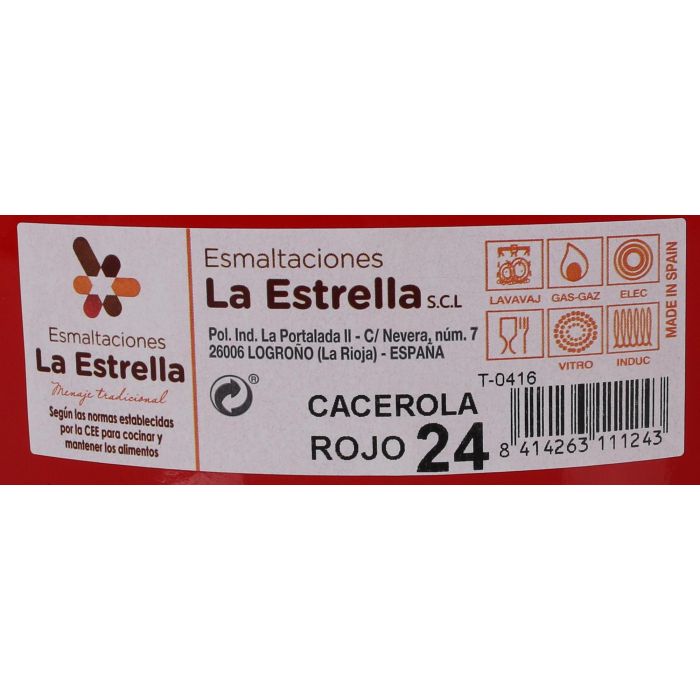 Esmaltaciones
La Estrella
Menaje tradicional
Según las normas establecidas
por la CEE para cocinar y
mantener los alimentos
Esmaltaciones
La Estrella S.C.L
Pol. Ind. La Portalada II - C/ Nevera, núm. 7
26006 LOGROÑO (La Rioja) - ESPAÑA
®
CACEROLA
ROJO 24
LAVAVAJ GAS-GAZ ELEC
VITRO INDUC
MADE IN SPAIN
T-0416
8 414263 111243